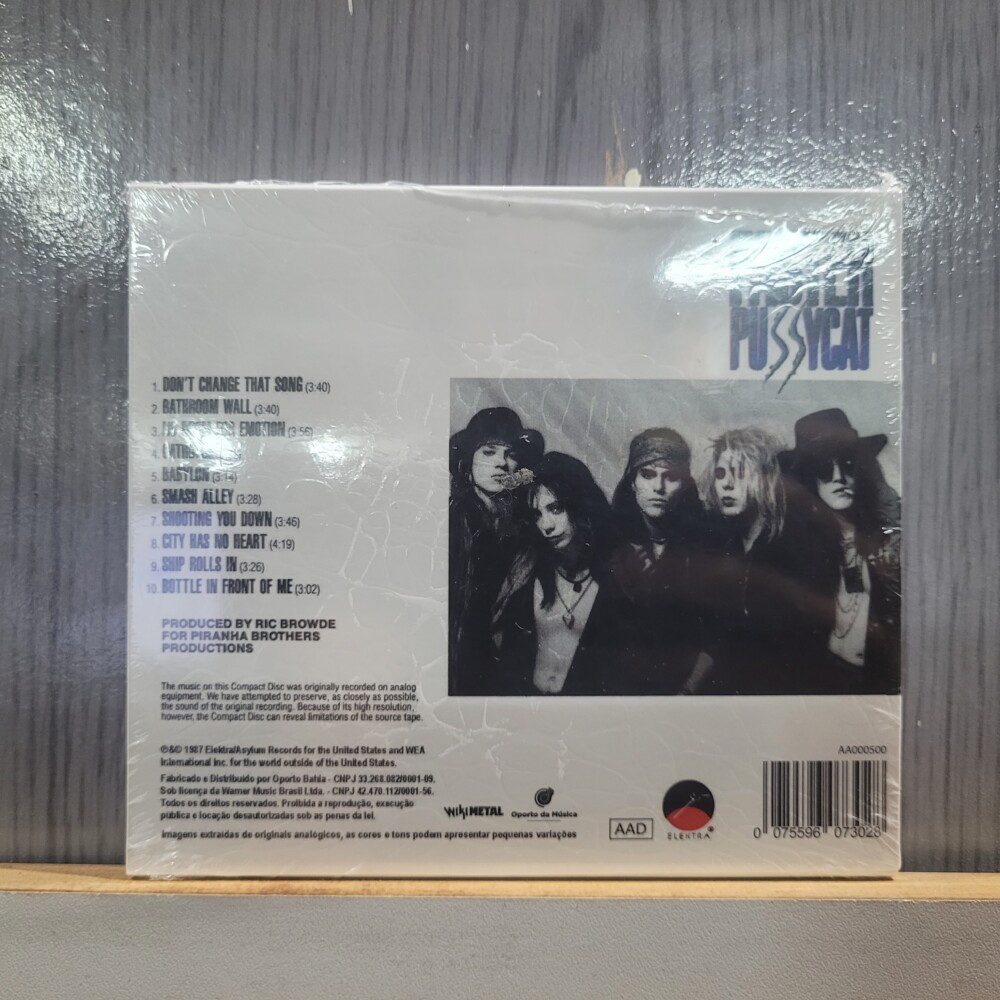 PUSSYCAT
1. DON'T CHANGE THAT SONG (3:40)
2. BATHROOM WALL (3:40)
3. EMOTION (3:56)
4.
5. BABYLON (3:14)
6. SMASH ALLEY (3:28)
7. SHOOTING YOU DOWN (3:46)
8. CITY HAS NO HEART (4:19)
9. SHIP ROLLS IN (3:26)
10. BOTTLE IN FRONT OF ME (3:02)
PRODUCED BY RIC BROWDE
FOR PIRANHA BROTHERS
PRODUCTIONS
The music on this Compact Disc was originally recorded on analog
equipment. We have attempted to preserve, as closely as possible,
the sound of the original recording. Because of its high resolution,
however, the Compact Disc can reveal limitations of the source tape.
℗&© 1987 Elektra/Asylum Records for the United States and WEA
International Inc. for the world outside of the United States.
Fabricado e Distribuído por Oporto Bahia - CNPJ 33.268.082/0001-09.
Sob licença da Warner Music Brasil Ltda. - CNPJ 42.470.112/0001-56.
Todos os direitos reservados. Proibida a reprodução, execução
pública e locação desautorizadas sob as penas da lei.
Imagens extraídas de originais analógicos, as cores e tons podem apresentar pequenas variações
WIKIMETAL
Oporto da Música
AAD
ELEKTRA
AA000500
0 075596 073028